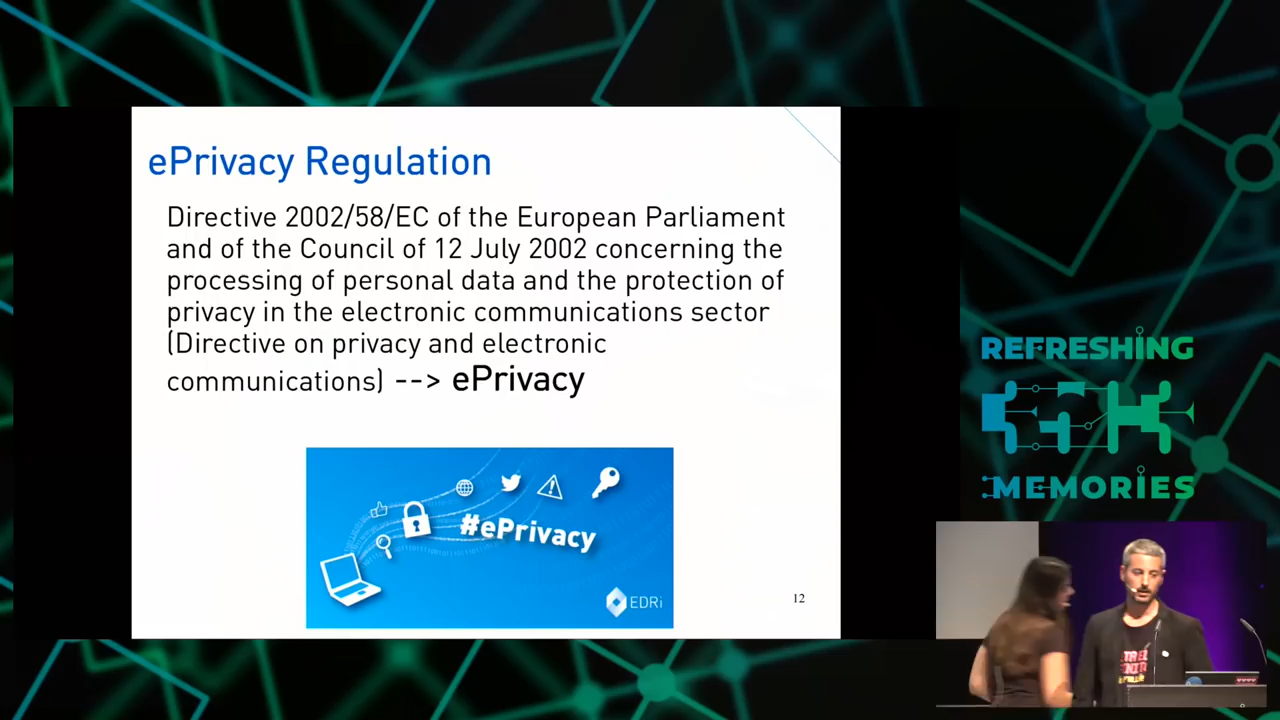 ePrivacy Regulation
Directive 2002/58/EC of the European Parliament
and of the Council of 12 July 2002 concerning the
processing of personal data and the protection of
privacy in the electronic communications sector
(Directive on privacy and electronic
communications) --> ePrivacy
#ePrivacy
EDRi
12
REFRESHING
MEMORIES